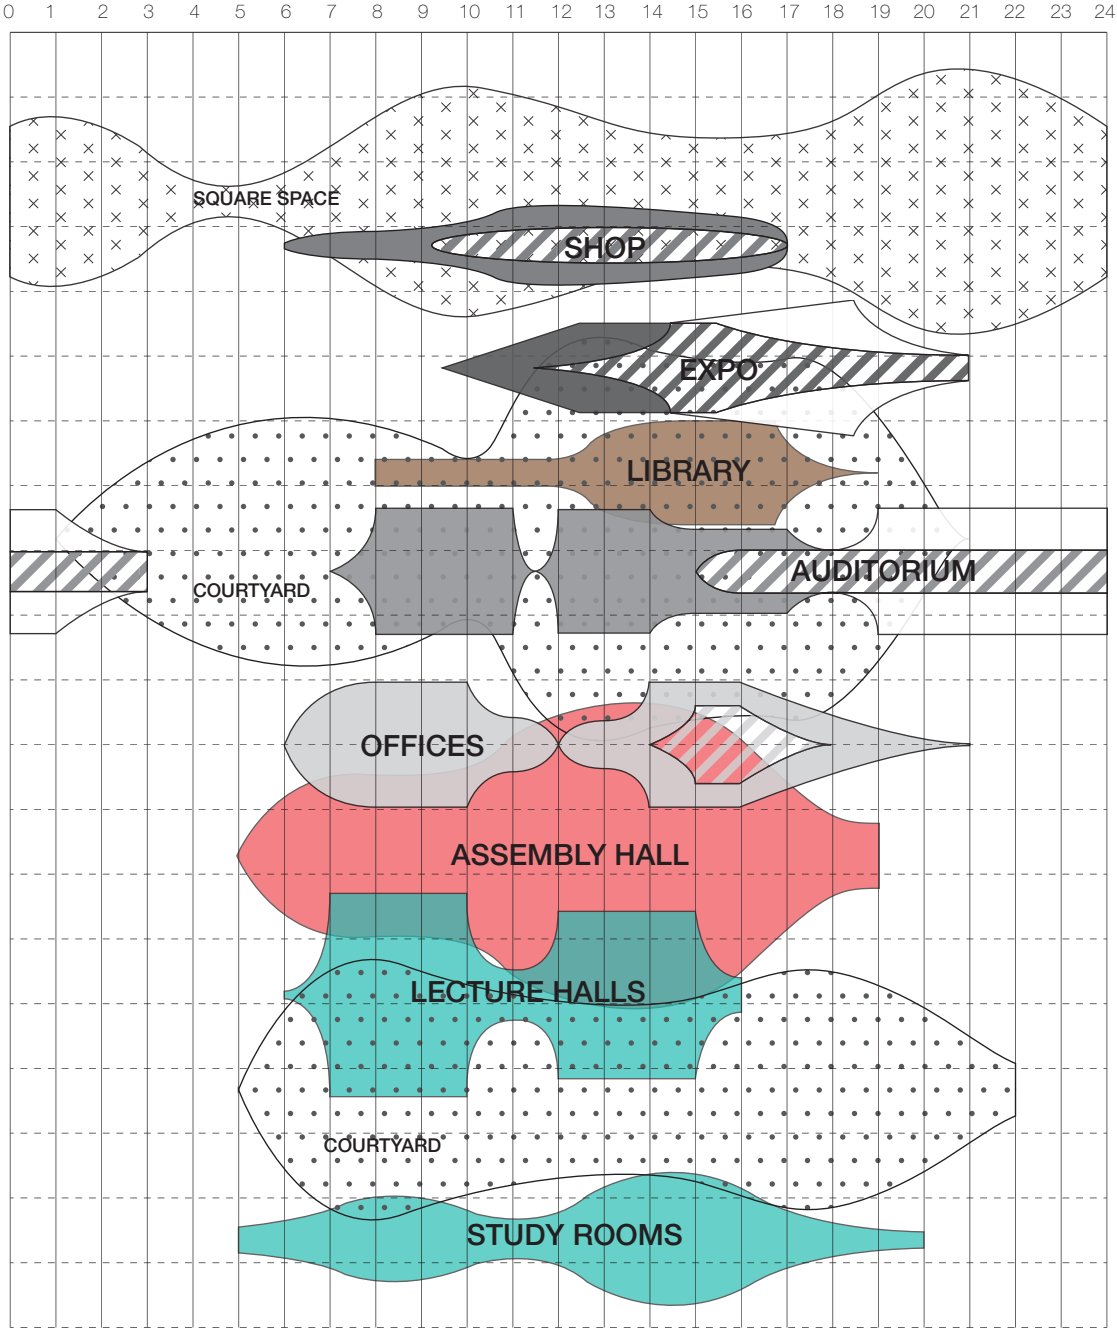 0 1 2 3 4 5 6 7 8 9 10 11 12 13 14 15 16 17 18 19 20 21 22 23 24
SQUARE SPACE
SHOP
EXPO
LIBRARY
AUDITORIUM
COURTYARD
OFFICES
ASSEMBLY HALL
LECTURE HALLS
COURTYARD
STUDY ROOMS